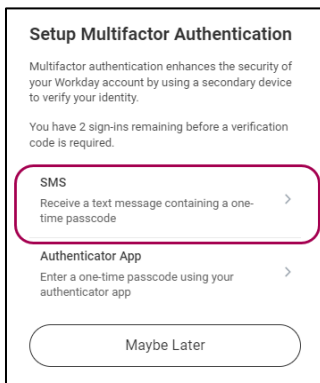 Setup Multifactor Authentication
Multifactor authentication enhances the security of
your Workday account by using a secondary device
to verify your identity.
You have 2 sign-ins remaining before a verification
code is required.
SMS
Receive a text message containing a one-
time passcode
Authenticator App
Enter a one-time passcode using your
authenticator app
Maybe Later